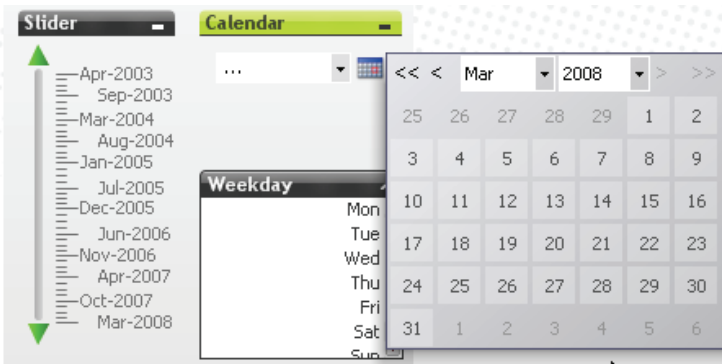 Slider
Apr-2003
Sep-2003
Mar-2004
Aug-2004
Jan-2005
Jul-2005
Dec-2005
Jun-2006
Nov-2006
Apr-2007
Oct-2007
Mar-2008
Calendar
...
<< < Mar 2008 > >>
25 26 27 28 29 1 2
3 4 5 6 7 8 9
10 11 12 13 14 15 16
17 18 19 20 21 22 23
24 25 26 27 28 29 30
31 1 2 3 4 5 6
Weekday
Mon
Tue
Wed
Thu
Fri
Sat
Sun